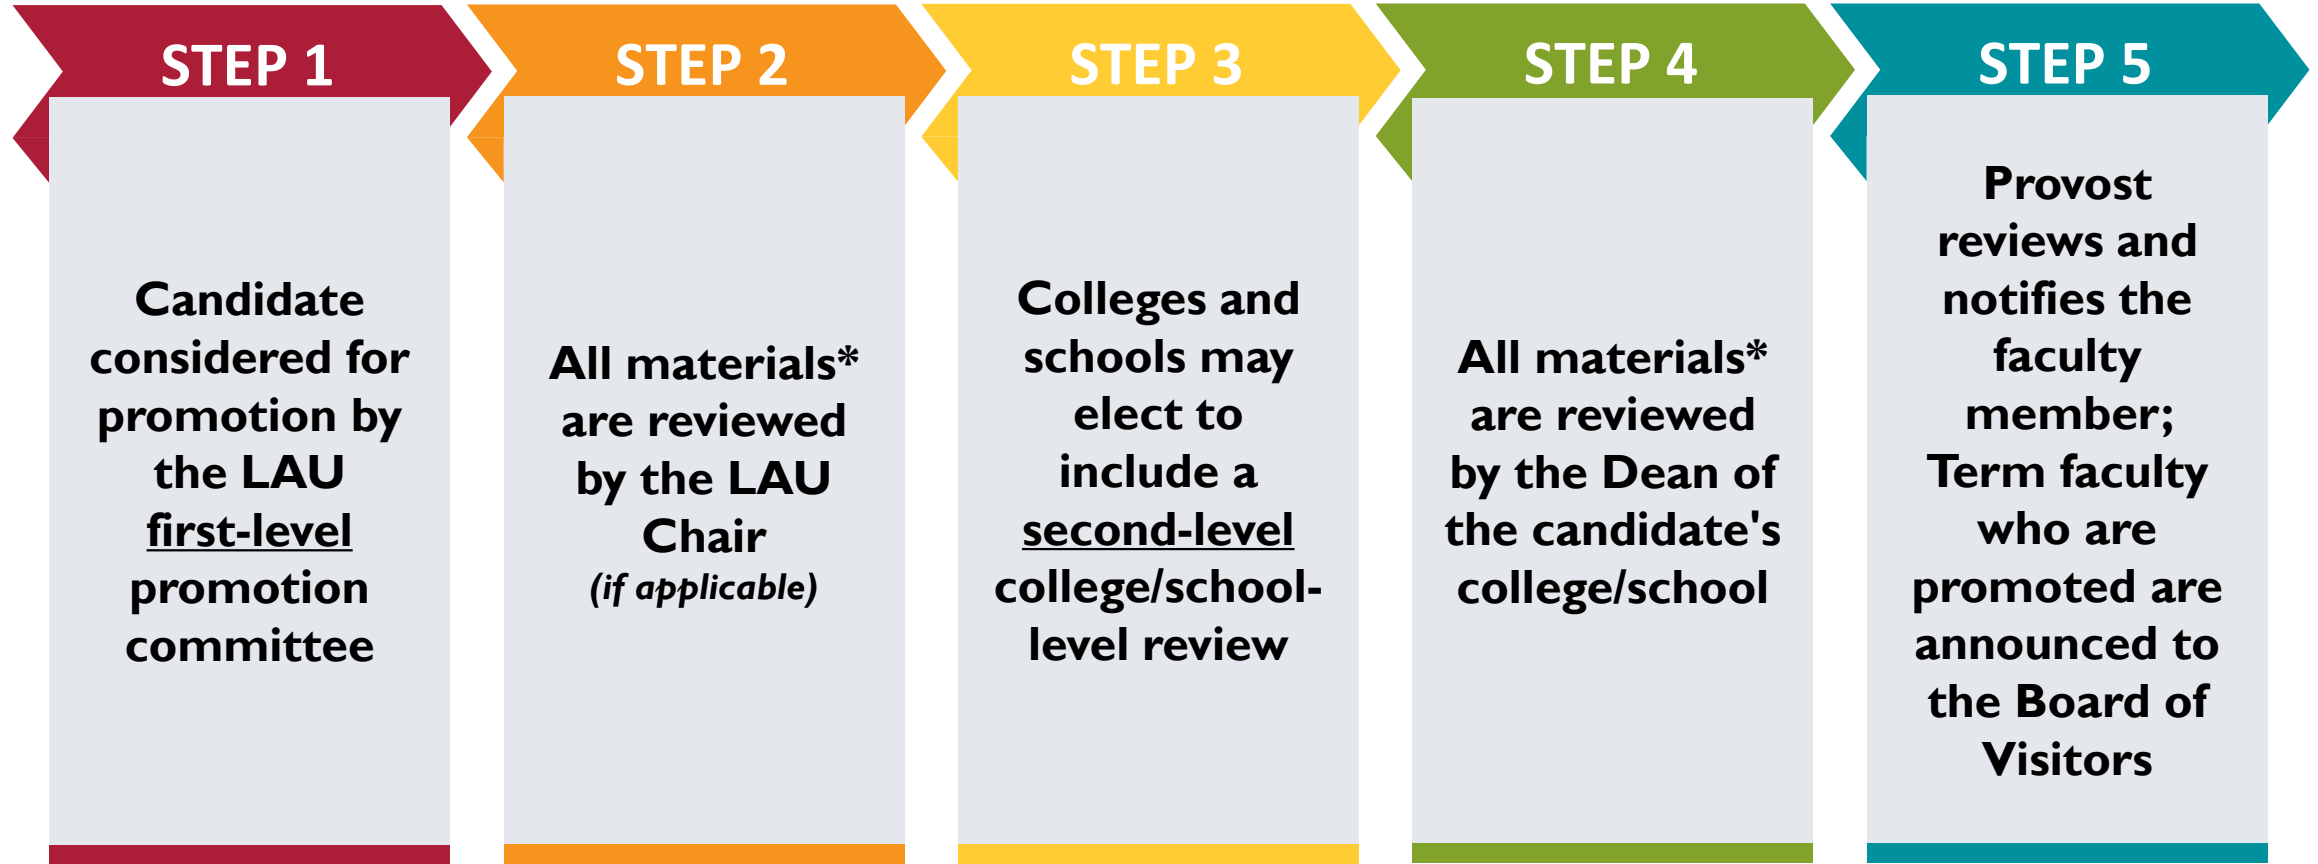 STEP 1
Candidate
considered for
promotion by
the LAU
first-level
promotion
committee
STEP 2
All materials*
are reviewed
by the LAU
Chair
(if applicable)
STEP 3
Colleges and
schools may
elect to
include a
second-level
college/school-
level review
STEP 4
All materials*
are reviewed
by the Dean of
the candidate's
college/school
STEP 5
Provost
reviews and
notifies the
faculty
member;
Term faculty
who are
promoted are
announced to
the Board of
Visitors